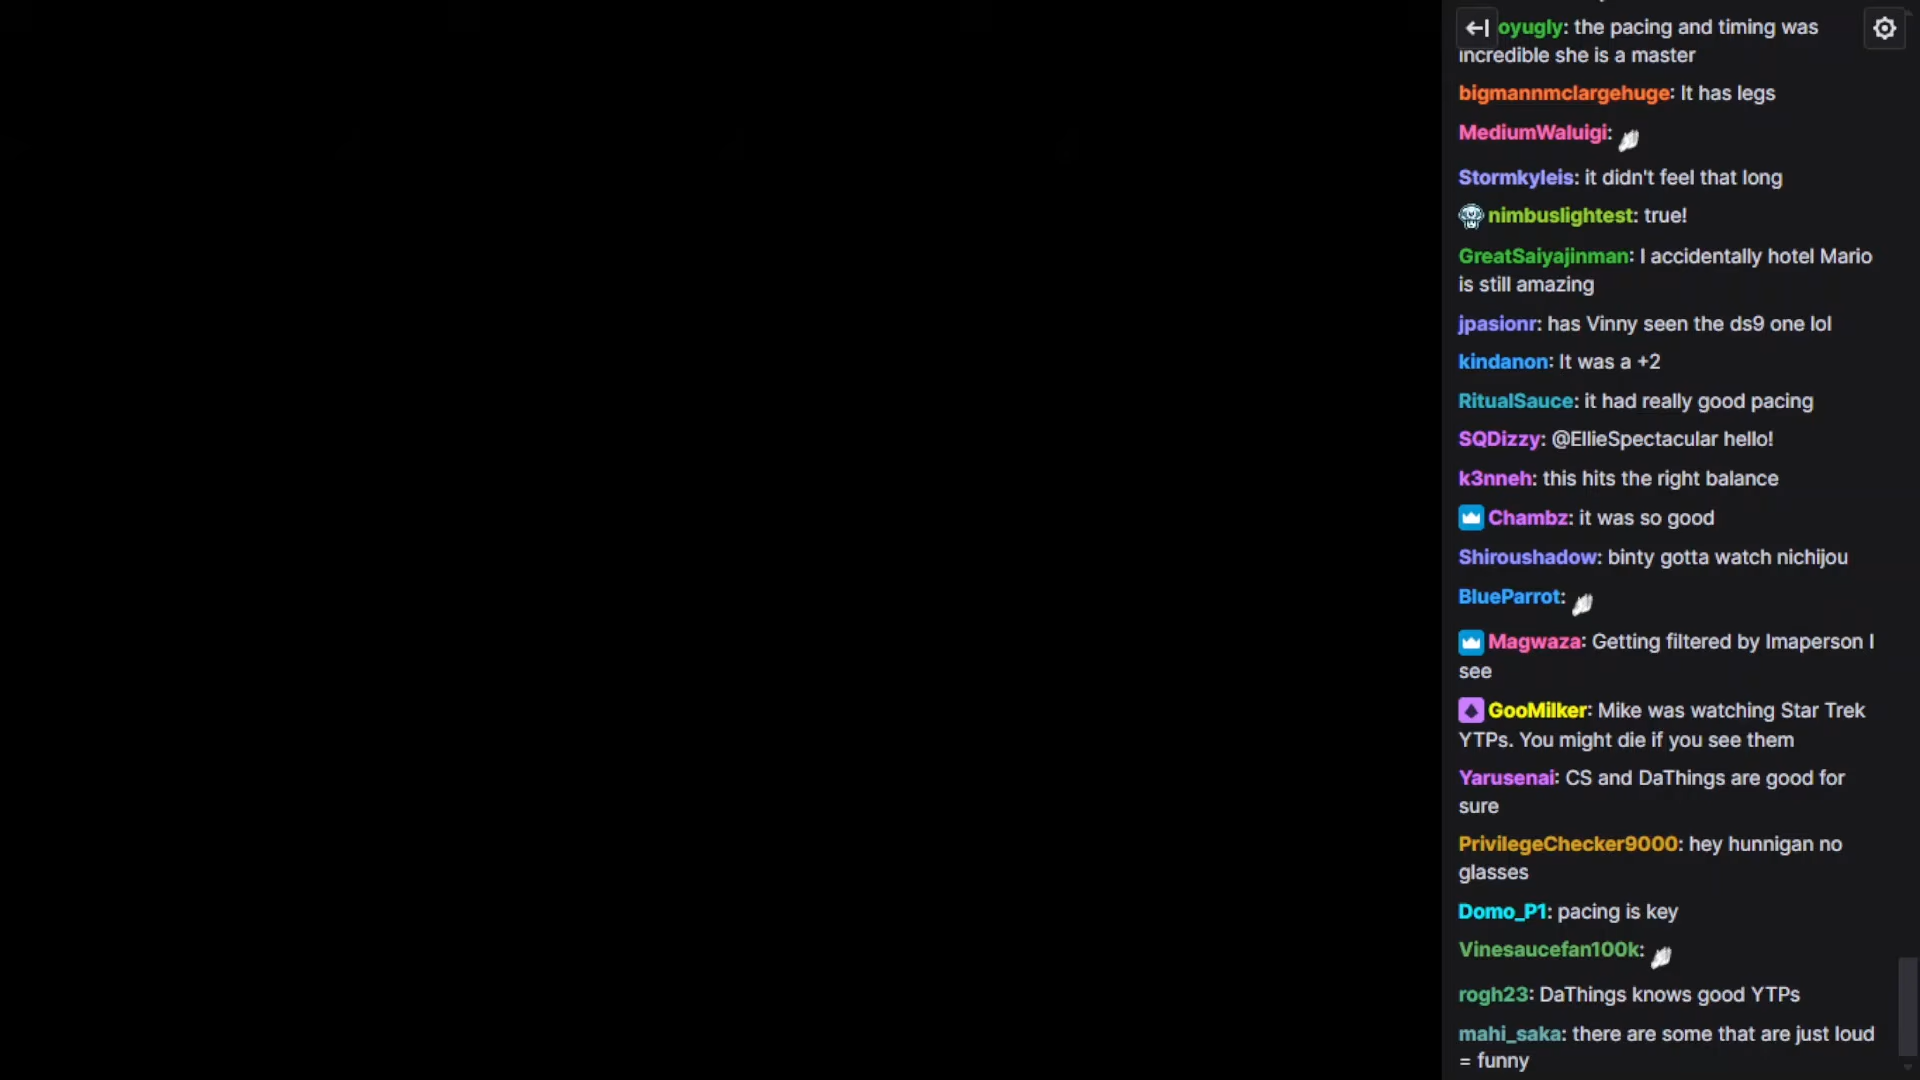 oyugly: the pacing and timing was
incredible she is a master
bigmannmclargehuge: It has legs
MediumWaluigi:
Stormkyleis: it didn't feel that long
nimbuslightest: true!
GreatSaiyajinman: I accidentally hotel Mario
is still amazing
jpasionr: has Vinny seen the ds9 one lol
kindanon: It was a +2
RitualSauce: it had really good pacing
SQDizzy: @EllieSpectacular hello!
k3nneh: this hits the right balance
Chambz: it was so good
Shiroushadow: binty gotta watch nichijou
BlueParrot:
Magwaza: Getting filtered by Imaperson I
see
GooMilker: Mike was watching Star Trek
YTPs. You might die if you see them
Yarusenai: CS and DaThings are good for
sure
PrivilegeChecker9000: hey hunnigan no
glasses
Domo_P1: pacing is key
Vinesaucefan100k:
rogh23: DaThings knows good YTPs
mahi_saka: there are some that are just loud
= funny